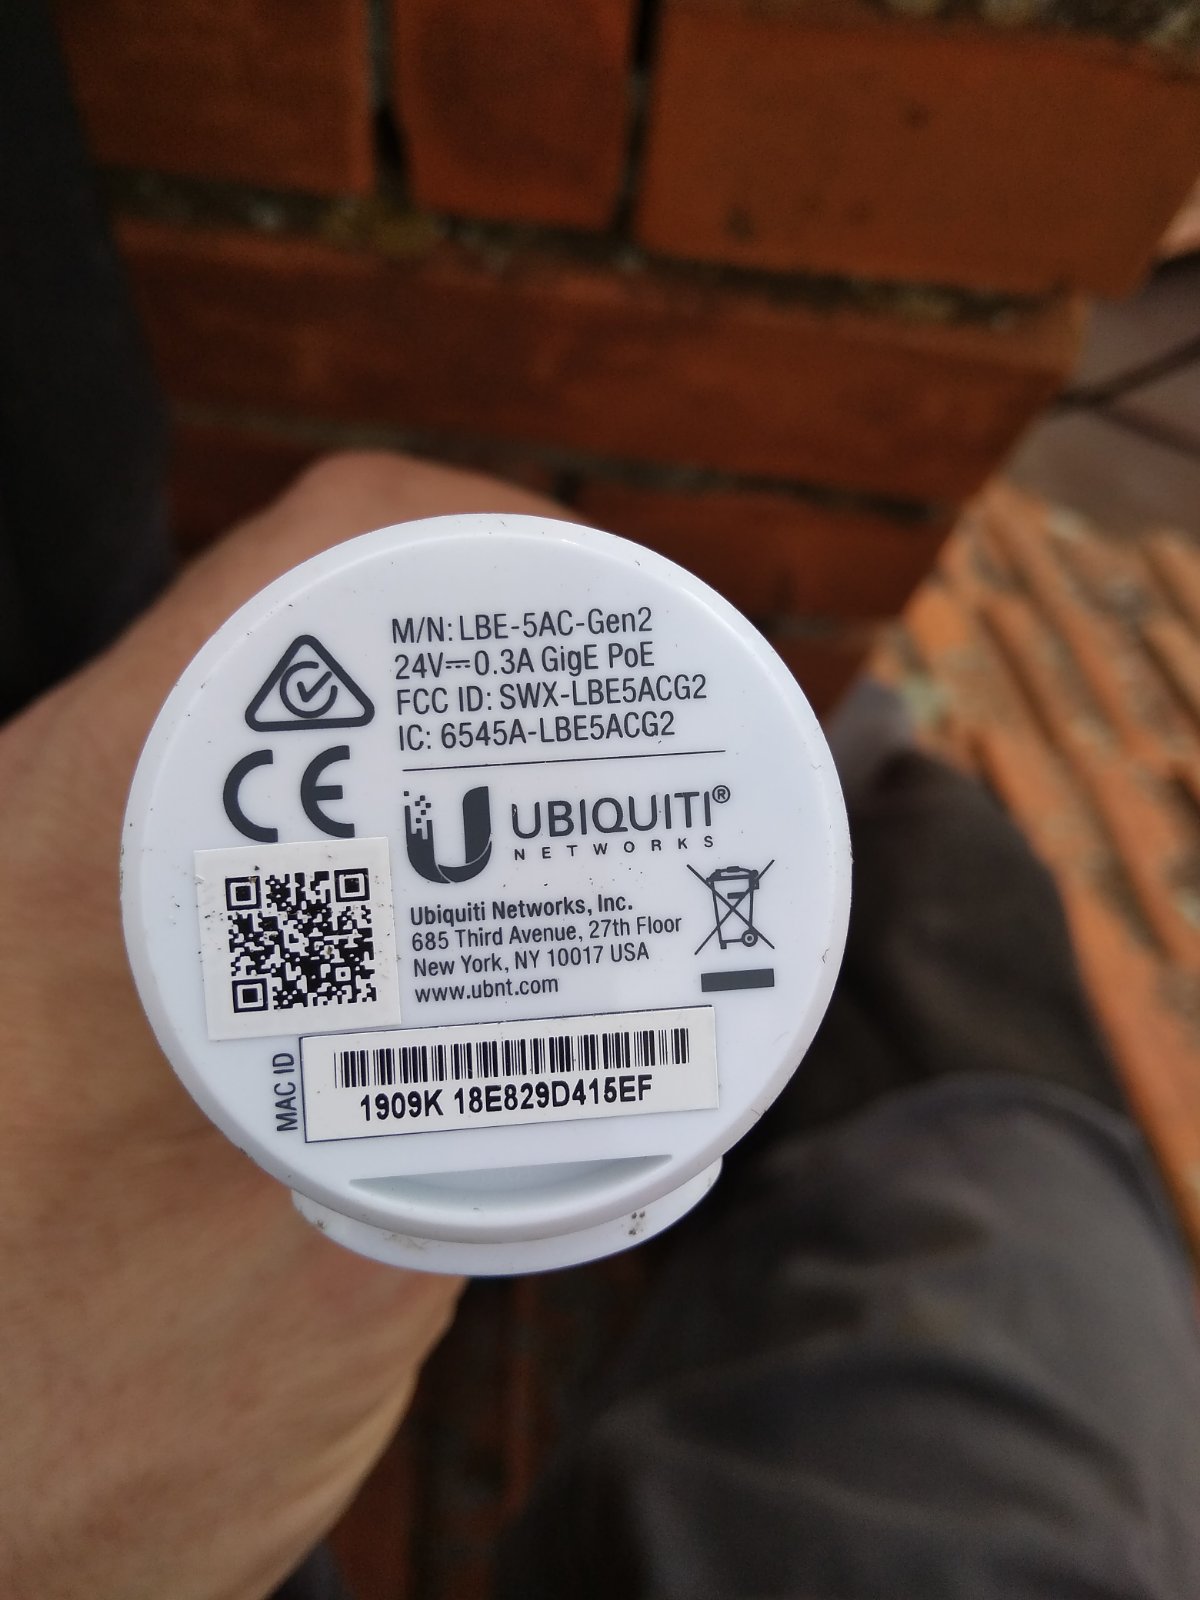 M/N: LBE-5AC-Gen2
24V⎓0.3A GigE PoE
FCC ID: SWX-LBE5ACG2
IC: 6545A-LBE5ACG2
CE
UBIQUITI®
NETWORKS
Ubiquiti Networks, Inc.
685 Third Avenue, 27th Floor
New York, NY 10017 USA
www.ubnt.com
MAC ID
1909K 18E829D415EF